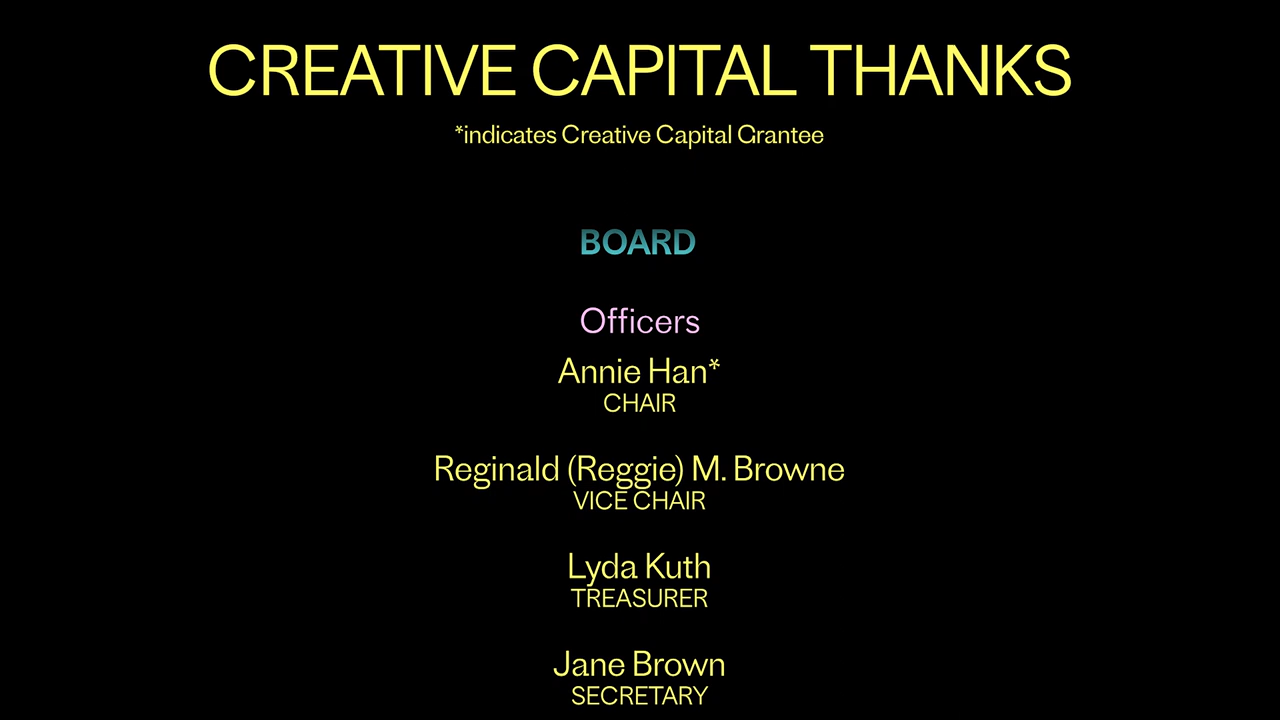 CREATIVE CAPITAL THANKS
*indicates Creative Capital Grantee
BOARD
Officers
Annie Han*
CHAIR
Reginald (Reggie) M. Browne
VICE CHAIR
Lyda Kuth
TREASURER
Jane Brown
SECRETARY